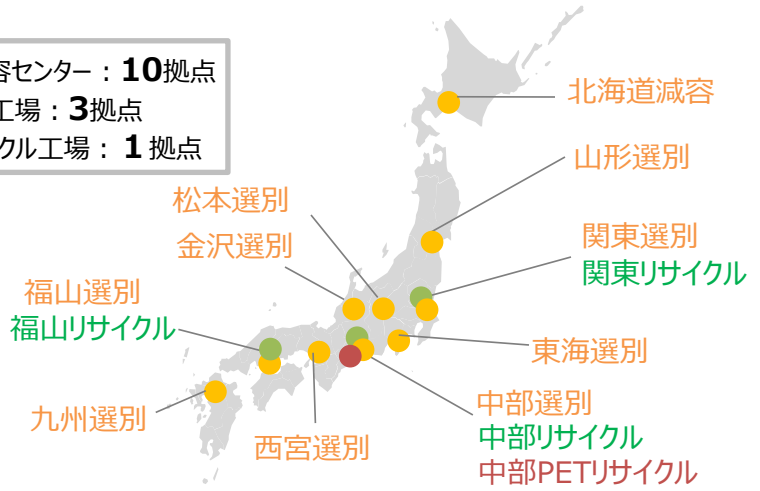 容センター：10拠点
工場：3拠点
クル工場：1拠点
北海道減容
山形選別
松本選別
金沢選別
関東選別
関東リサイクル
福山選別
福山リサイクル
東海選別
九州選別
西宮選別
中部選別
中部リサイクル
中部PETリサイクル